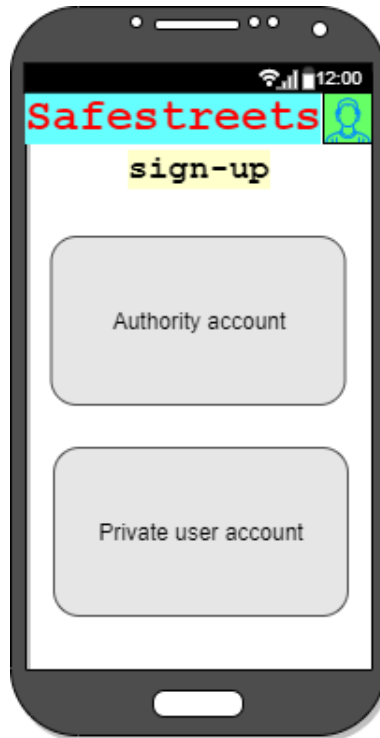 12:00
Safestreets
sign-up
Authority account
Private user account